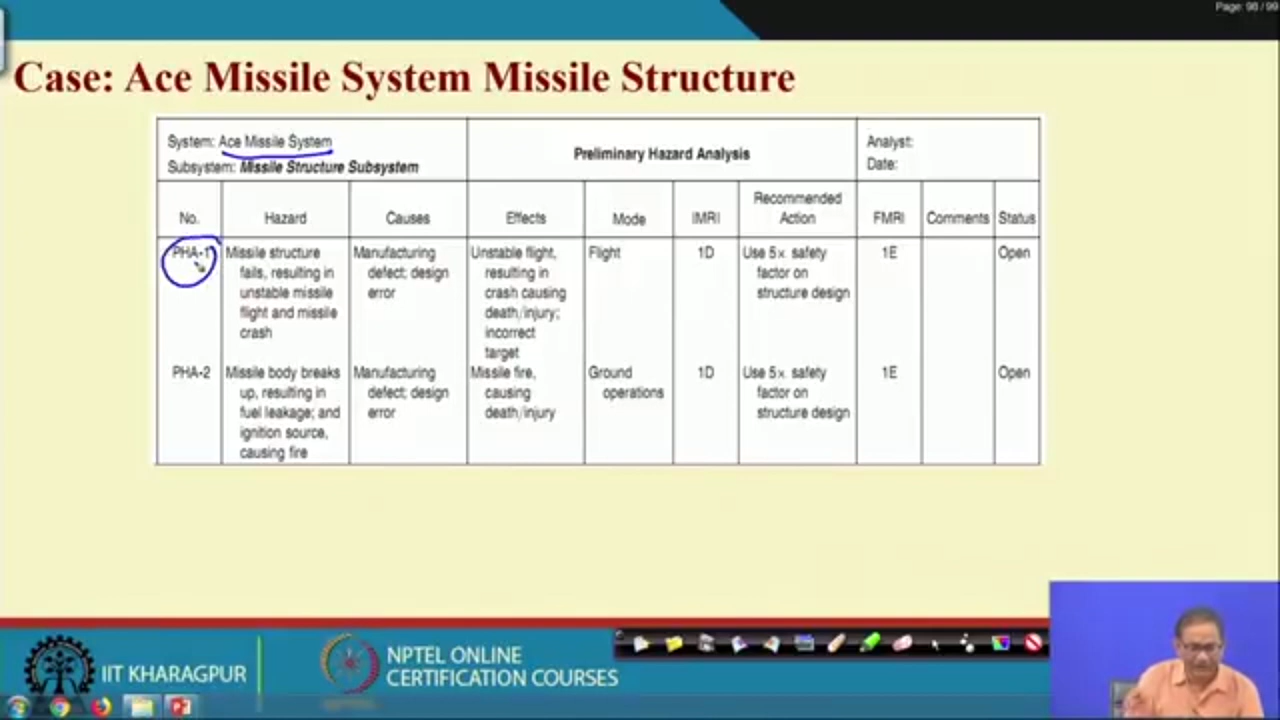 Page: 98 / 99
Case: Ace Missile System Missile Structure
System: Ace Missile System
Subsystem: Missile Structure Subsystem
Preliminary Hazard Analysis
Analyst:
Date:
No.
Hazard
Causes
Effects
Mode
IMRI
Recommended
Action
FMRI
Comments
Status
PHA-1
Missile structure
fails, resulting in
unstable missile
flight and missile
crash
Manufacturing
defect; design
error
Unstable flight,
resulting in
crash causing
death/injury;
incorrect
target
Flight
1D
Use 5× safety
factor on
structure design
1E
Open
PHA-2
Missile body breaks
up, resulting in
fuel leakage; and
ignition source,
causing fire
Manufacturing
defect; design
error
Missile fire,
causing
death/injury
Ground
operations
1D
Use 5× safety
factor on
structure design
1E
Open
IIT KHARAGPUR
NPTEL ONLINE
CERTIFICATION COURSES